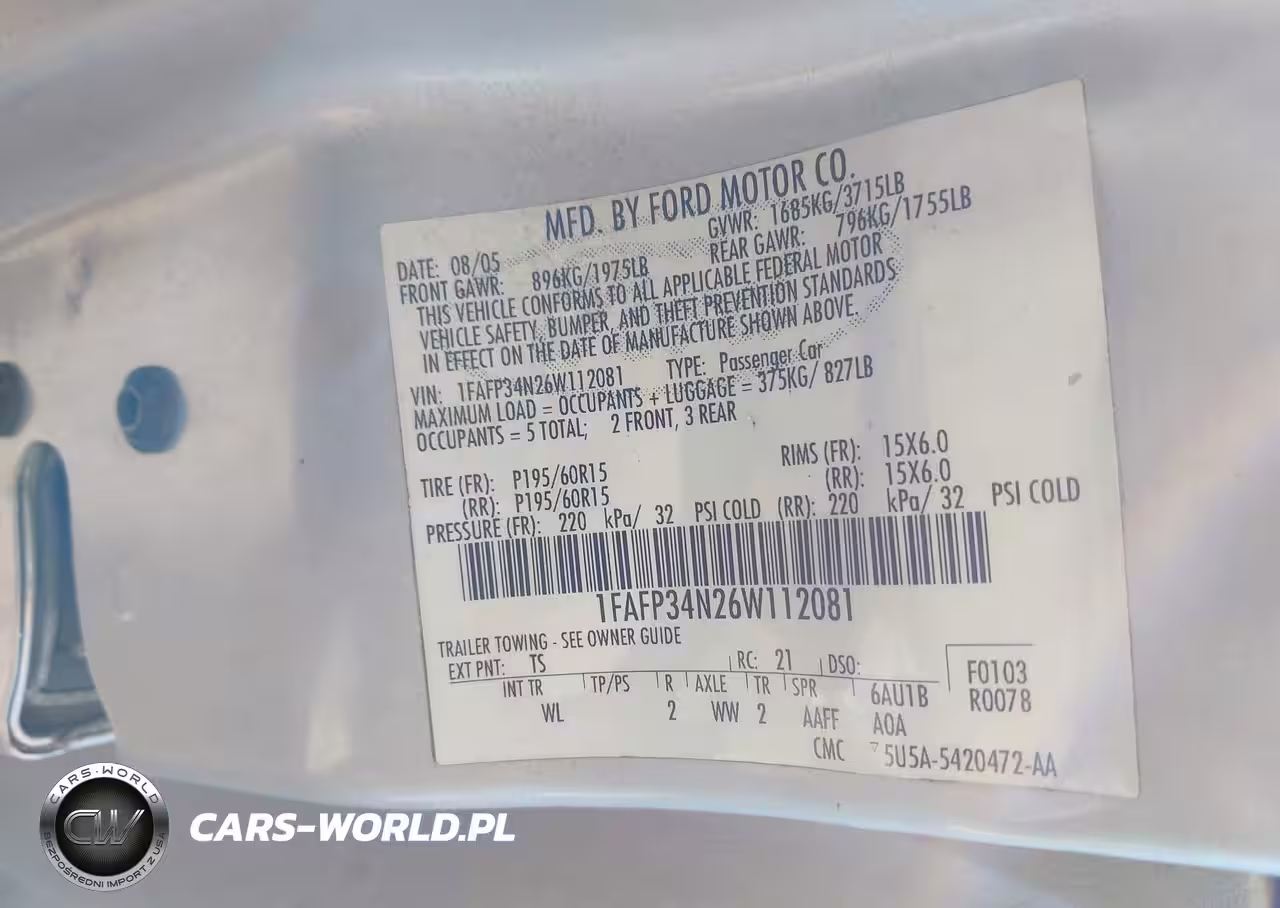 MFD. BY FORD MOTOR CO.
DATE: 08/05 GVWR: 1685KG/3715LB
FRONT GAWR: 896KG/1975LB REAR GAWR: 796KG/1755LB
THIS VEHICLE CONFORMS TO ALL APPLICABLE FEDERAL MOTOR
VEHICLE SAFETY, BUMPER, AND THEFT PREVENTION STANDARDS
IN EFFECT ON THE DATE OF MANUFACTURE SHOWN ABOVE.
VIN: 1FAFP34N26W112081 TYPE: Passenger Car
MAXIMUM LOAD = OCCUPANTS + LUGGAGE = 375KG/ 827LB
OCCUPANTS = 5 TOTAL; 2 FRONT, 3 REAR
TIRE (FR): P195/60R15 RIMS (FR): 15X6.0
(RR): P195/60R15 (RR): 15X6.0
PRESSURE (FR): 220 kPa/ 32 PSI COLD (RR): 220 kPa/ 32 PSI COLD
1FAFP34N26W112081
TRAILER TOWING - SEE OWNER GUIDE
EXT PNT: TS RC: 21 DSO: F0103
INT TR TP/PS R AXLE TR SPR 6AU1B R0078
WL 2 WW 2 AAFF A0A
CMC 5U5A-5420472-AA
CARS-WORLD
CW
BEZPOŚREDNI IMPORT Z USA
CARS-WORLD.PL